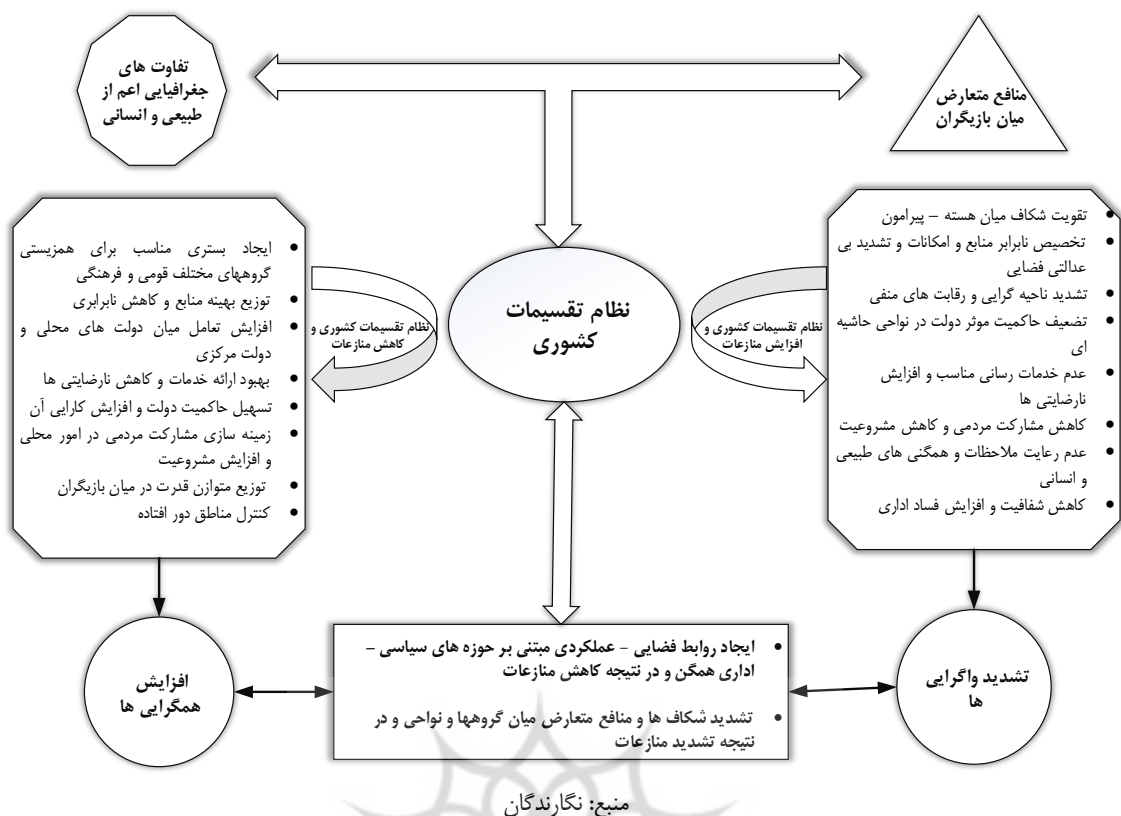 منافع متعارض
میان بازیگران
تفاوت های
جغرافیایی اعم از
طبیعی و انسانی
• تقویت شکاف میان هسته – پیرامون
• تخصیص نابرابر منابع و امکانات و تشدید بی
عدالتی فضایی
• تشدید ناحیه گرایی و رقابت های منفی
• تضعیف حاکمیت موثر دولت در نواحی حاشیه
ای
• عدم خدمات رسانی مناسب و افزایش
نارضایتی ها
• کاهش مشارکت مردمی و کاهش مشروعیت
• عدم رعایت ملاحظات و همگنی های طبیعی
و انسانی
• کاهش شفافیت و افزایش فساد اداری
نظام تقسیمات کشوری و
افزایش منازعات
نظام تقسیمات
کشوری
نظام تقسیمات کشوری و
کاهش منازعات
• ایجاد بستری مناسب برای همزیستی
گروههای مختلف قومی و فرهنگی
• توزیع بهینه منابع و کاهش نابرابری
• افزایش تعامل میان دولت های محلی و
دولت مرکزی
• بهبود ارائه خدمات و کاهش نارضایتی ها
• تسهیل حاکمیت دولت و افزایش کارایی آن
• زمینه سازی مشارکت مردمی در امور محلی
و افزایش مشروعیت
• توزیع متوازن قدرت در میان بازیگران
• کنترل مناطق دور افتاده
تشدید واگرایی
ها
• ایجاد روابط فضایی – عملکردی مبتنی بر حوزه های سیاسی –
اداری همگن و در نتیجه کاهش منازعات
• تشدید شکاف ها و منافع متعارض میان گروهها و نواحی و در
نتیجه تشدید منازعات
افزایش
همگرایی ها
منبع: نگارندگان